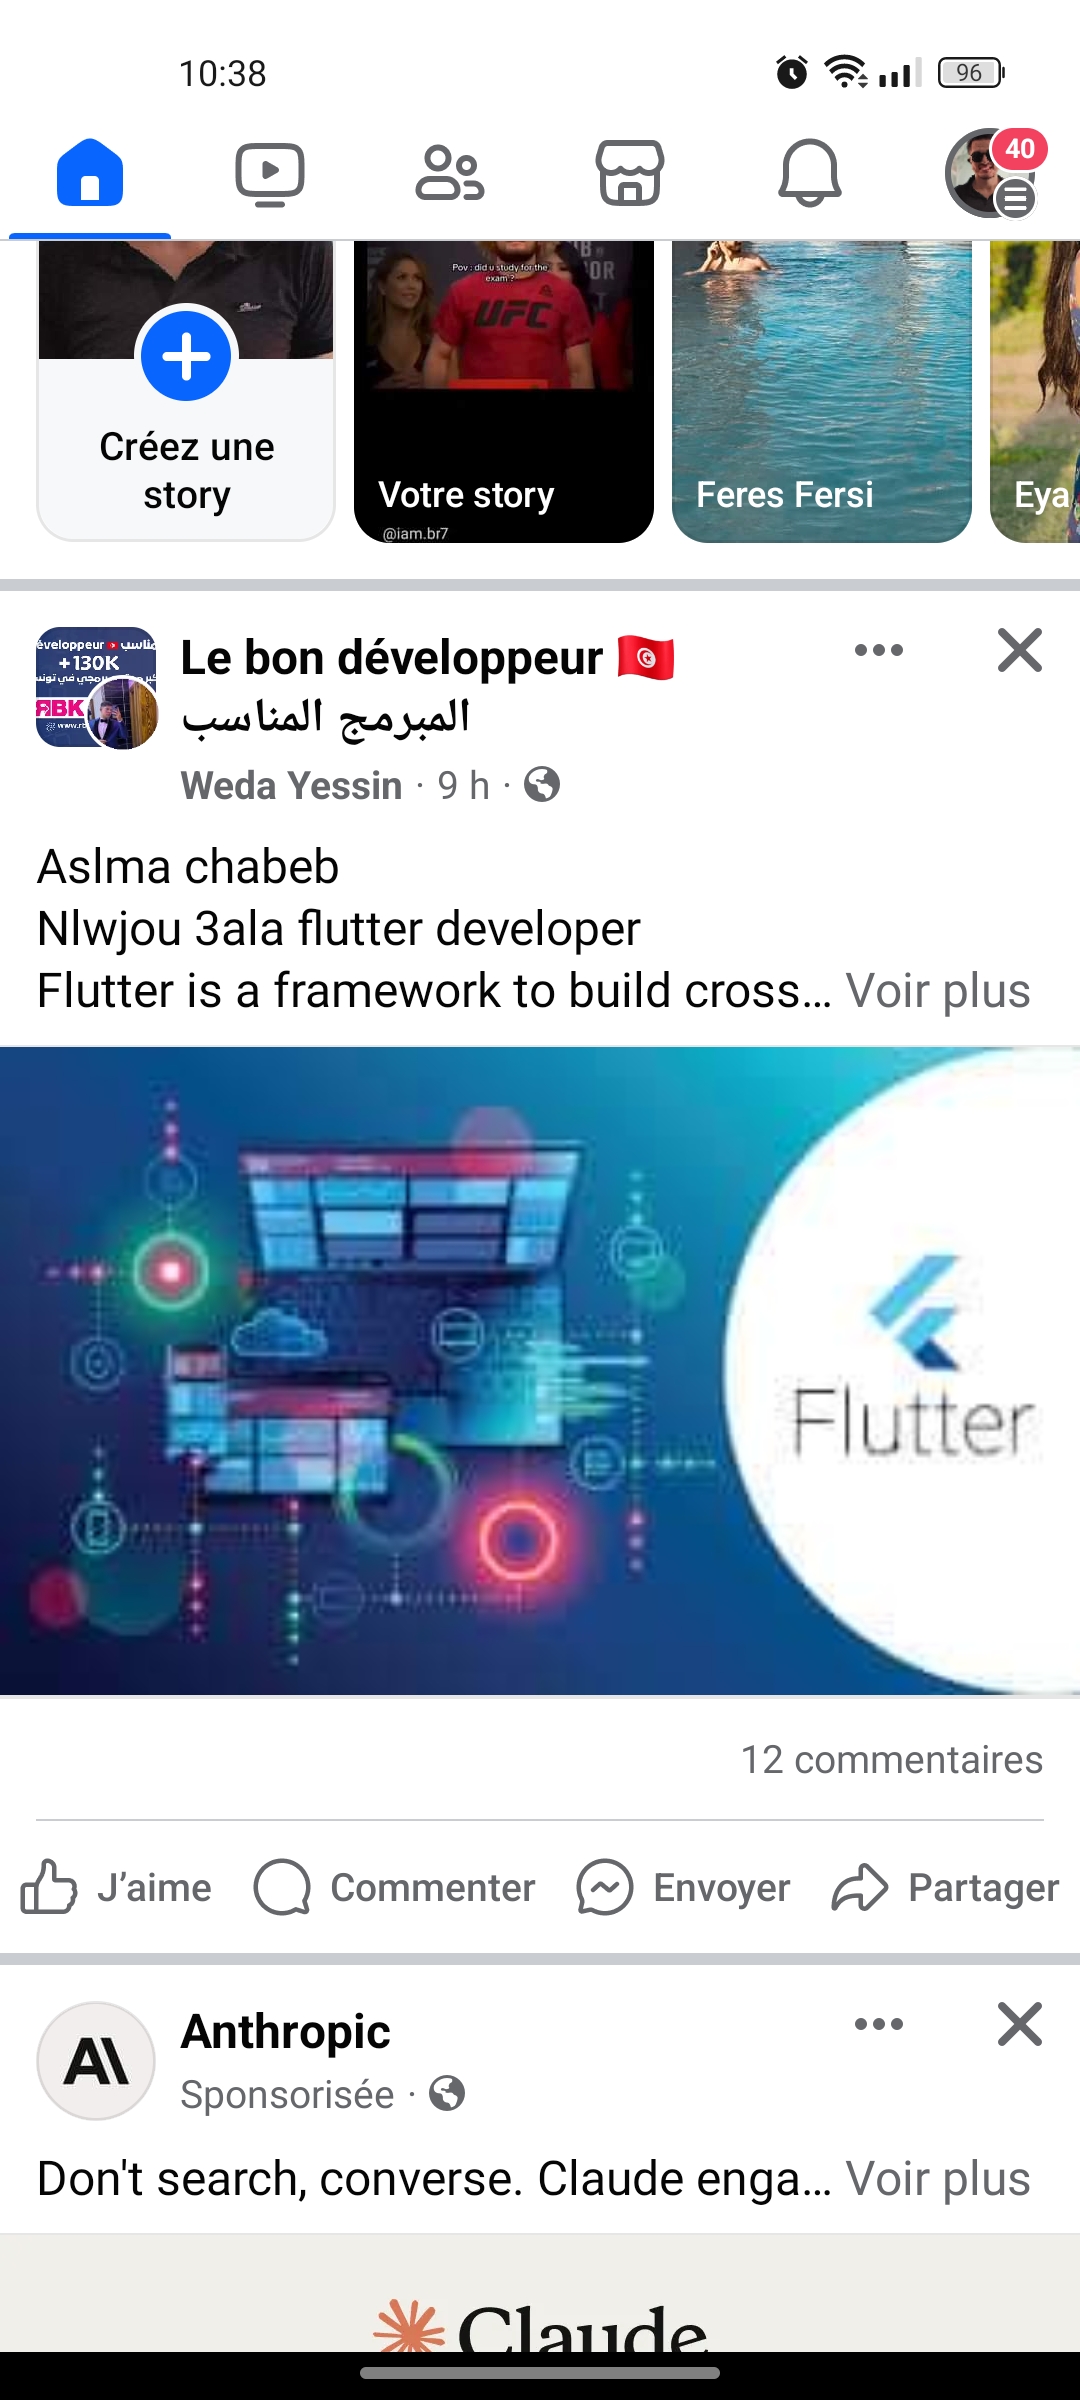 10:38
96
40
Pov : did u study for the
exam ?
UFC
Créez une
story
Votre story
@iam.br7
Feres Fersi
Eya
+130K
RBK
Le bon développeur 🇹🇳
المبرمج المناسب
Weda Yessin · 9 h ·
Aslma chabeb
Nlwjou 3ala flutter developer
Flutter is a framework to build cross... Voir plus
Flutter
12 commentaires
J’aime
Commenter
Envoyer
Partager
Anthropic
Sponsorisée ·
Don't search, converse. Claude enga... Voir plus
Claude